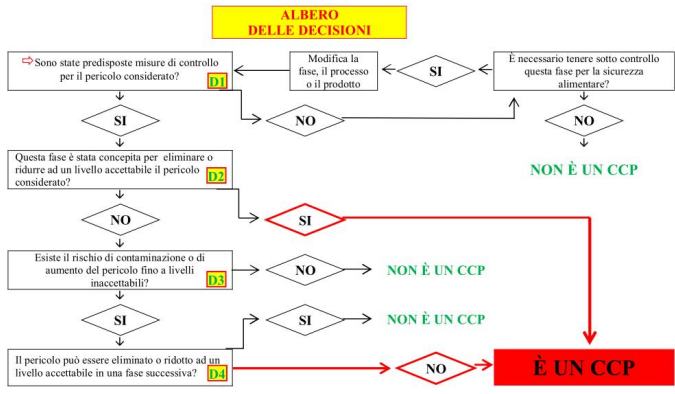 ALBERO
DELLE DECISIONI
⇨Sono state predisposte misure di controllo
per il pericolo considerato?
D1
Modifica la
fase, il processo
o il prodotto
SI
È necessario tenere sotto controllo
questa fase per la sicurezza
alimentare?
SI
NO
NO
NON È UN CCP
Questa fase è stata concepita per eliminare o
ridurre ad un livello accettabile il pericolo
considerato?
D2
NO
SI
Esiste il rischio di contaminazione o di
aumento del pericolo fino a livelli
inaccettabili?
D3
NO
NON È UN CCP
SI
SI
NON È UN CCP
Il pericolo può essere eliminato o ridotto ad un
livello accettabile in una fase successiva?
D4
NO
È UN CCP